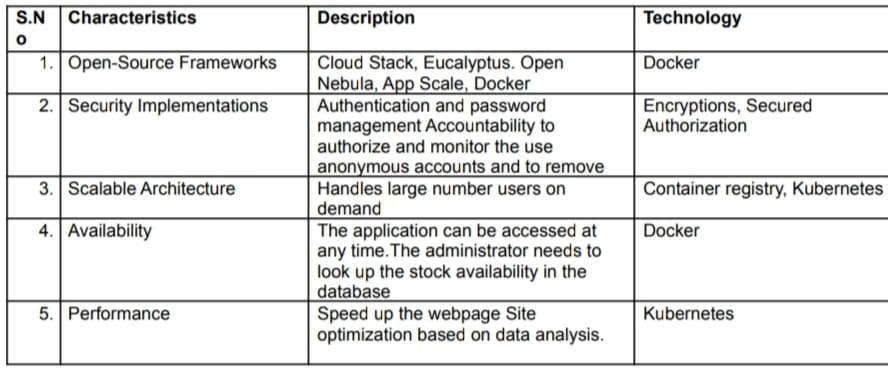 S.N Characteristics Description Technology
o
1. Open-Source Frameworks Cloud Stack, Eucalyptus. Open Docker
Nebula, App Scale, Docker
2. Security Implementations Authentication and password Encryptions, Secured
management Accountability to Authorization
authorize and monitor the use
anonymous accounts and to remove
3. Scalable Architecture Handles large number users on Container registry, Kubernetes
demand
4. Availability The application can be accessed at Docker
any time.The administrator needs to
look up the stock availability in the
database
5. Performance Speed up the webpage Site Kubernetes
optimization based on data analysis.